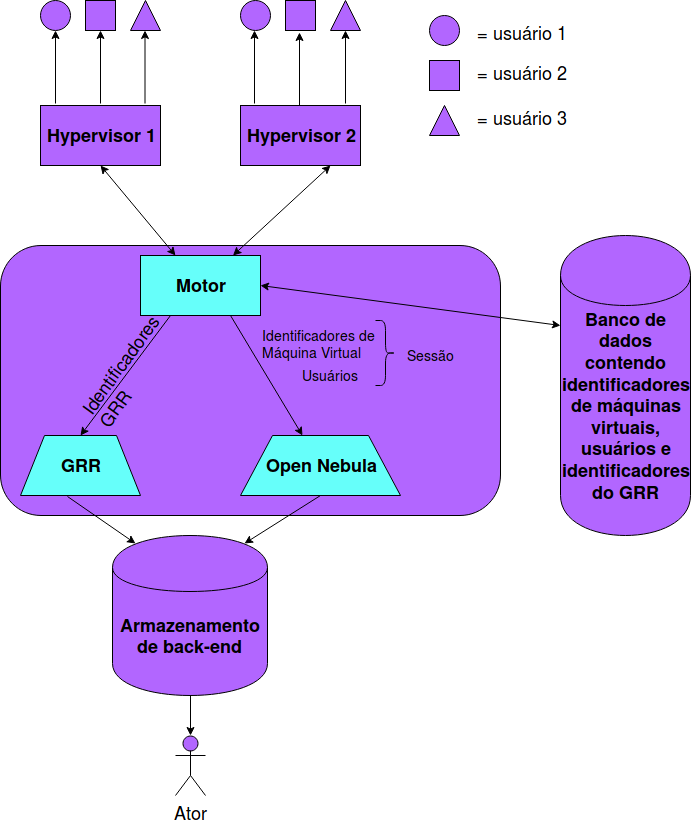 = usuário 1
= usuário 2
= usuário 3
Hypervisor 1
Hypervisor 2
Motor
Identificadores
GRR
Identificadores de
Máquina Virtual
Usuários
Sessão
GRR
Open Nebula
Banco de
dados
contendo
identificadores
de máquinas
virtuais,
usuários e
identificadores
do GRR
Armazenamento
de back-end
Ator